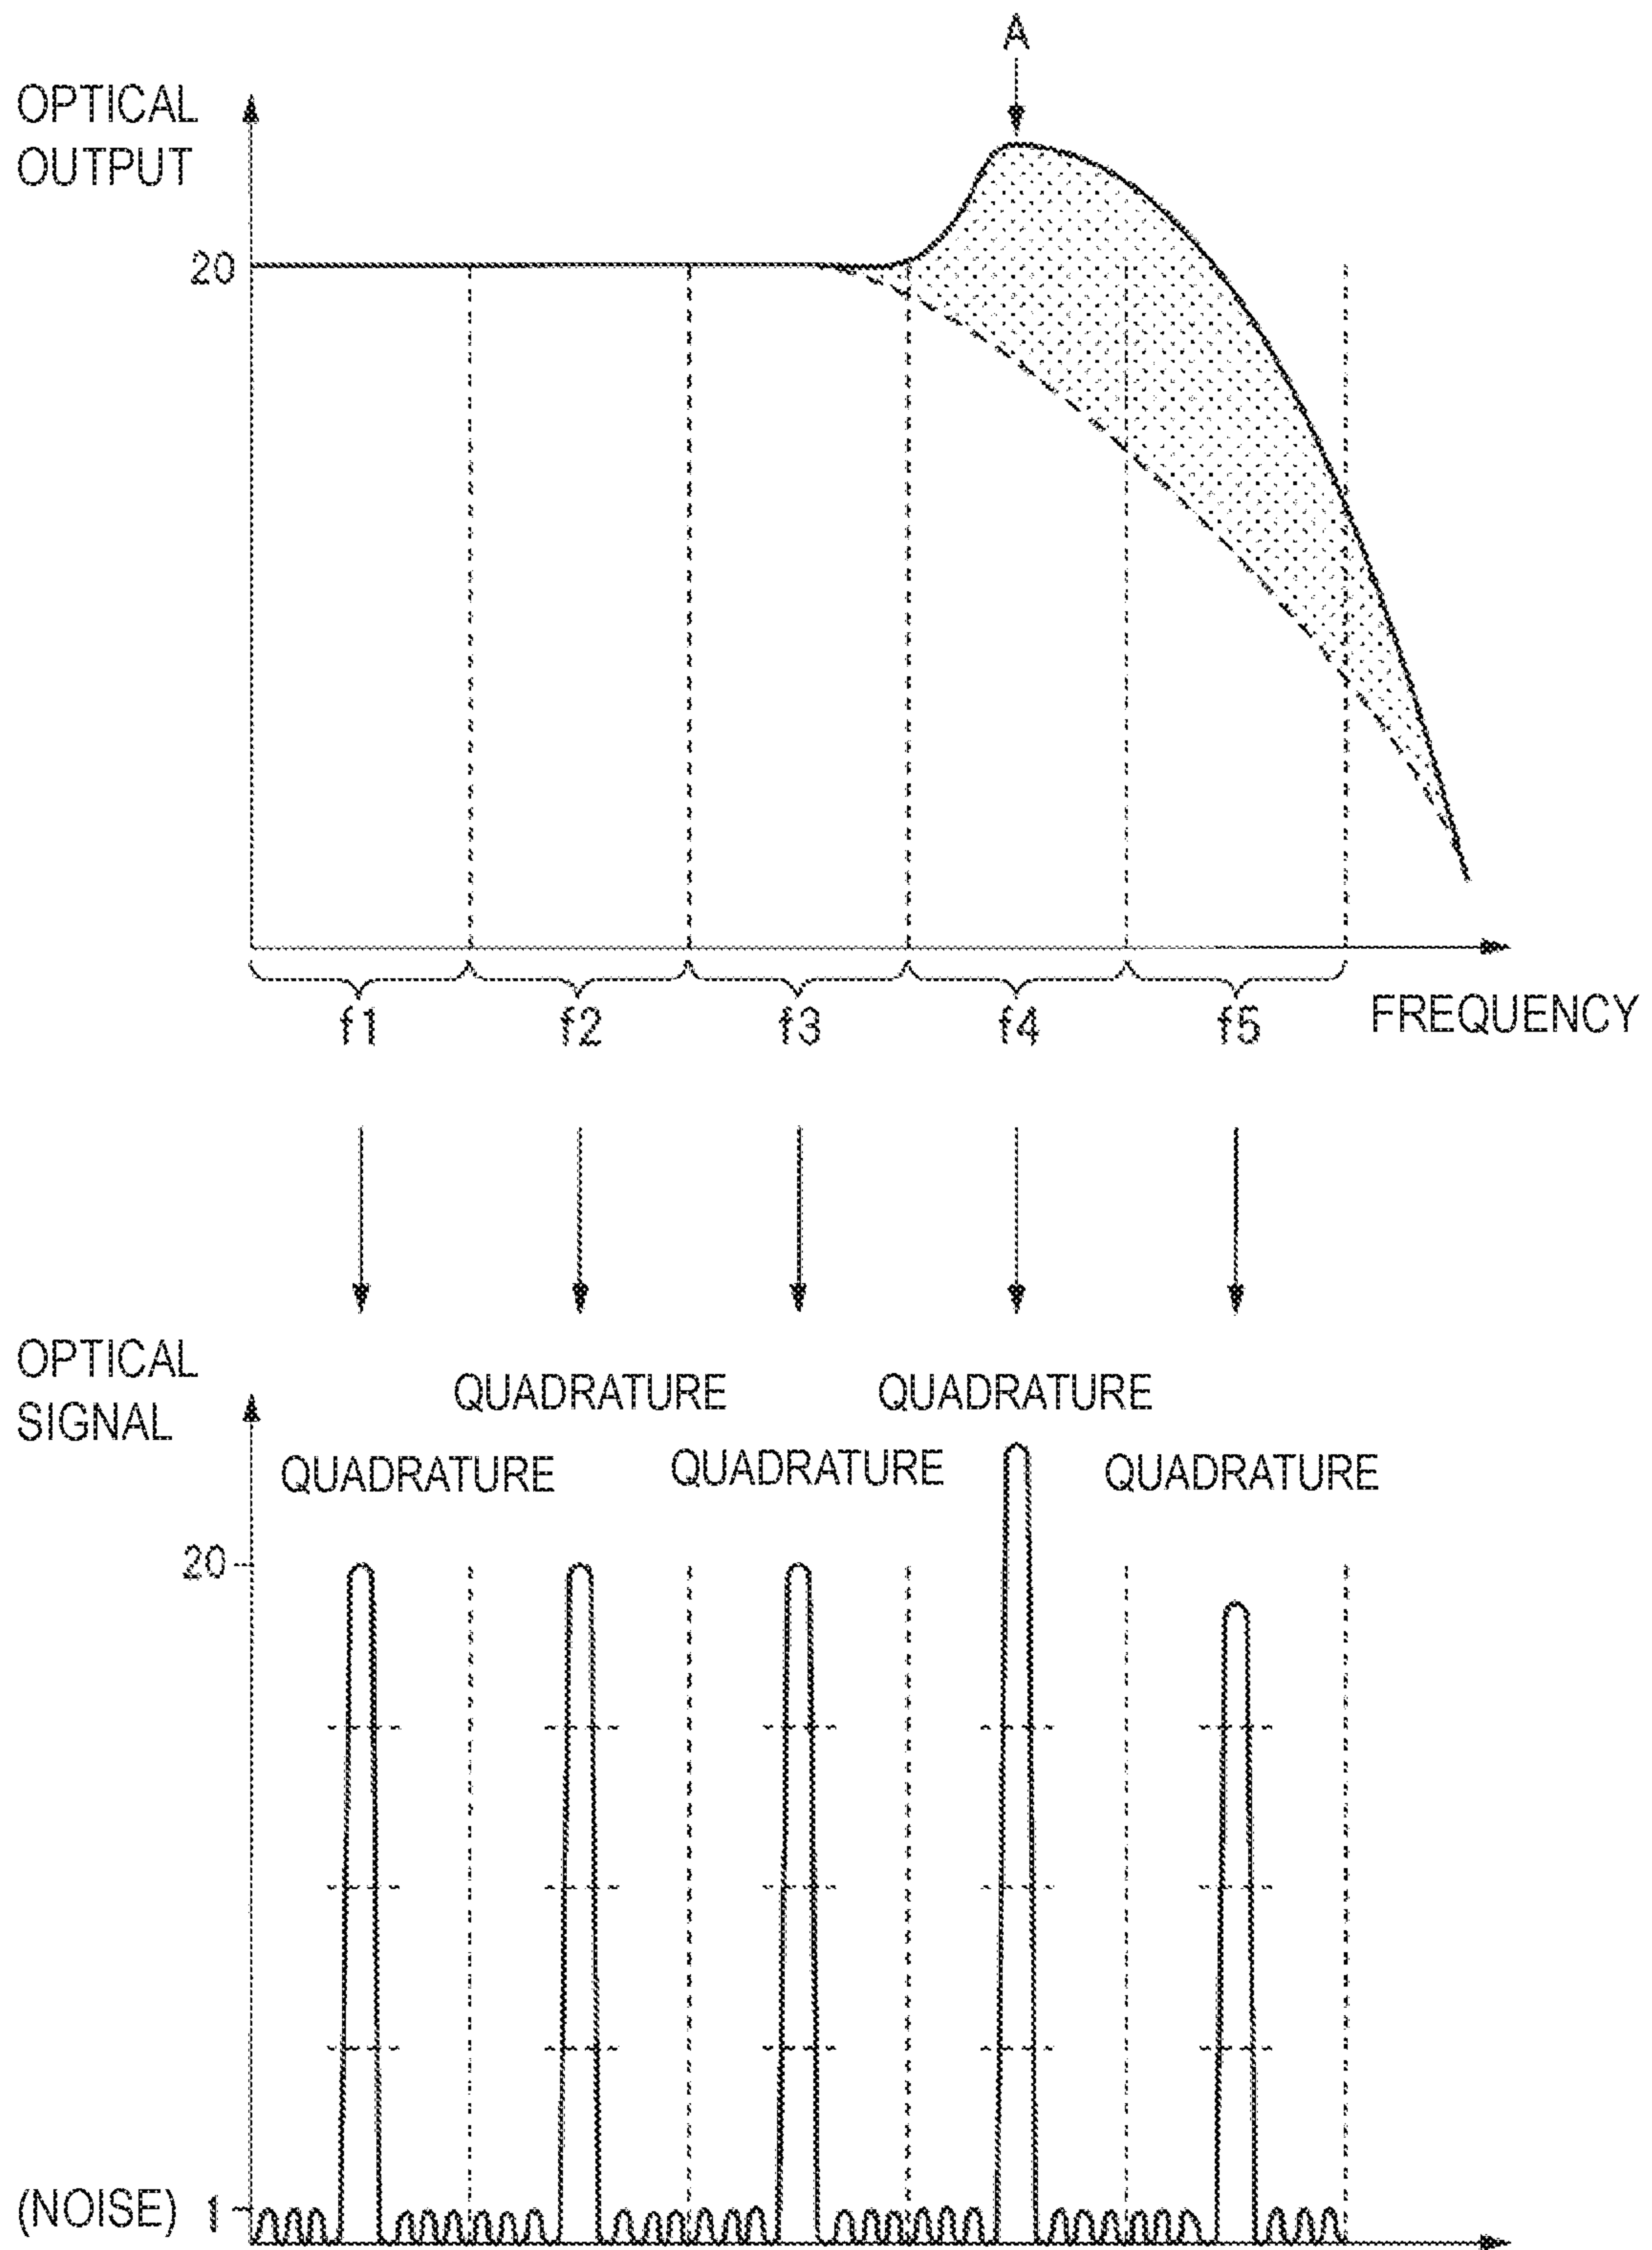 A
OPTICAL
OUTPUT
20
f1 f2 f3 f4 f5 FREQUENCY
OPTICAL
SIGNAL
QUADRATURE QUADRATURE
QUADRATURE QUADRATURE QUADRATURE
20
(NOISE) 1